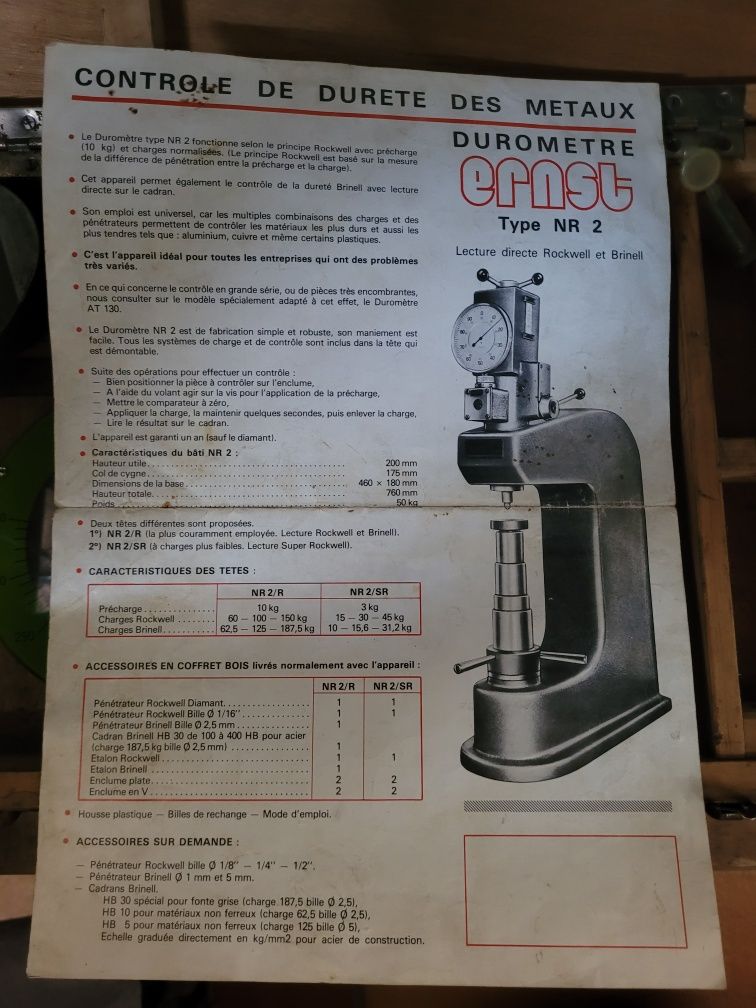 CONTROLE DE DURETE DES METAUX
DUROMETRE
ernst
Type NR 2
Lecture directe Rockwell et Brinell
• Le Duromètre type NR 2 fonctionne selon le principe Rockwell avec précharge
(10 kg) et charges normalisées. (Le principe Rockwell est basé sur la mesure
de la différence de pénétration entre la précharge et la charge).
• Cet appareil permet également le contrôle de la dureté Brinell avec lecture
directe sur le cadran.
• Son emploi est universel, car les multiples combinaisons des charges et des
pénétrateurs permettent de contrôler les matériaux les plus durs et aussi les
plus tendres tels que : aluminium, cuivre et même certains plastiques.
• C'est l'appareil idéal pour toutes les entreprises qui ont des problèmes
très variés.
• En ce qui concerne le contrôle en grande série, ou de pièces très encombrantes,
nous consulter sur le modèle spécialement adapté à cet effet, le Duromètre
AT 130.
• Le Duromètre NR 2 est de fabrication simple et robuste, son maniement est
facile. Tous les systèmes de charge et de contrôle sont inclus dans la tête qui
est démontable.
• Suite des opérations pour effectuer un contrôle :
— Bien positionner la pièce à contrôler sur l'enclume,
— A l'aide du volant agir sur la vis pour l'application de la précharge,
— Mettre le comparateur à zéro,
— Appliquer la charge, la maintenir quelques secondes, puis enlever la charge,
— Lire le résultat sur le cadran.
• L'appareil est garanti un an (sauf le diamant).
• Caractéristiques du bâti NR 2 :
Hauteur utile 200 mm
Col de cygne 175 mm
Dimensions de la base 460 × 180 mm
Hauteur totale 760 mm
Poids 50 kg
• Deux têtes différentes sont proposées.
1°) NR 2/R (la plus couramment employée. Lecture Rockwell et Brinell).
2°) NR 2/SR (à charges plus faibles. Lecture Super Rockwell).
• CARACTERISTIQUES DES TETES :
NR 2/R NR 2/SR
Précharge 10 kg 3 kg
Charges Rockwell 60 — 100 — 150 kg 15 — 30 — 45 kg
Charges Brinell 62,5 — 125 — 187,5 kg 10 — 15,6 — 31,2 kg
• ACCESSOIRES EN COFFRET BOIS livrés normalement avec l'appareil :
NR 2/R NR 2/SR
Pénétrateur Rockwell Diamant 1 1
Pénétrateur Rockwell Bille Ø 1/16'' 1 1
Pénétrateur Brinell Bille Ø 2,5 mm 1
Cadran Brinell HB 30 de 100 à 400 HB pour acier
(charge 187,5 kg bille Ø 2,5 mm) 1
Etalon Rockwell 1 1
Etalon Brinell 1
Enclume plate 2 2
Enclume en V 2 2
• Housse plastique — Billes de rechange — Mode d'emploi.
• ACCESSOIRES SUR DEMANDE :
— Pénétrateur Rockwell bille Ø 1/8'' — 1/4'' — 1/2''.
— Pénétrateur Brinell Ø 1 mm et 5 mm.
— Cadrans Brinell.
HB 30 spécial pour fonte grise (charge 187,5 bille Ø 2,5),
HB 10 pour matériaux non ferreux (charge 62,5 bille Ø 2,5),
HB 5 pour matériaux non ferreux (charge 125 bille Ø 5),
Echelle graduée directement en kg/mm2 pour acier de construction.